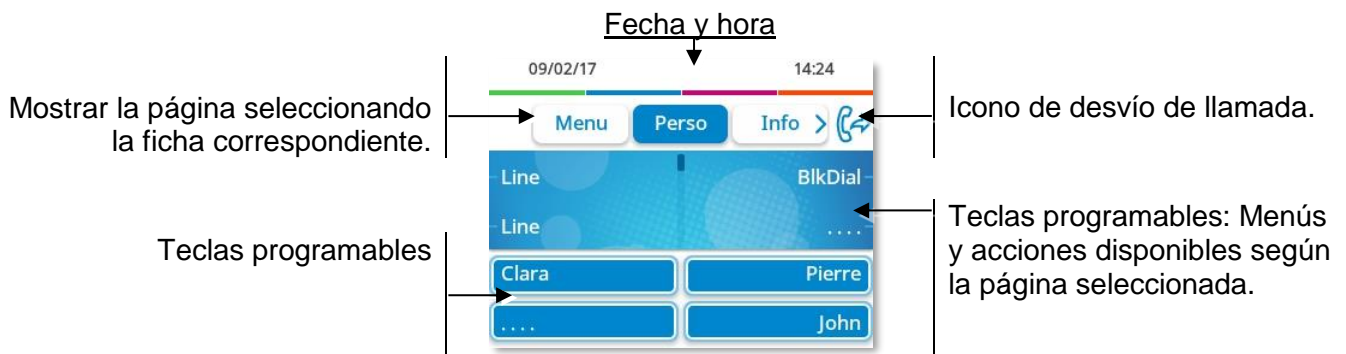 Fecha y hora
09/02/17 14:24
Mostrar la página seleccionando
la ficha correspondiente.
Menu Perso Info >
Icono de desvío de llamada.
Line BlkDial
Line ....
Teclas programables
Teclas programables: Menús
y acciones disponibles según
la página seleccionada.
Clara Pierre
.... John